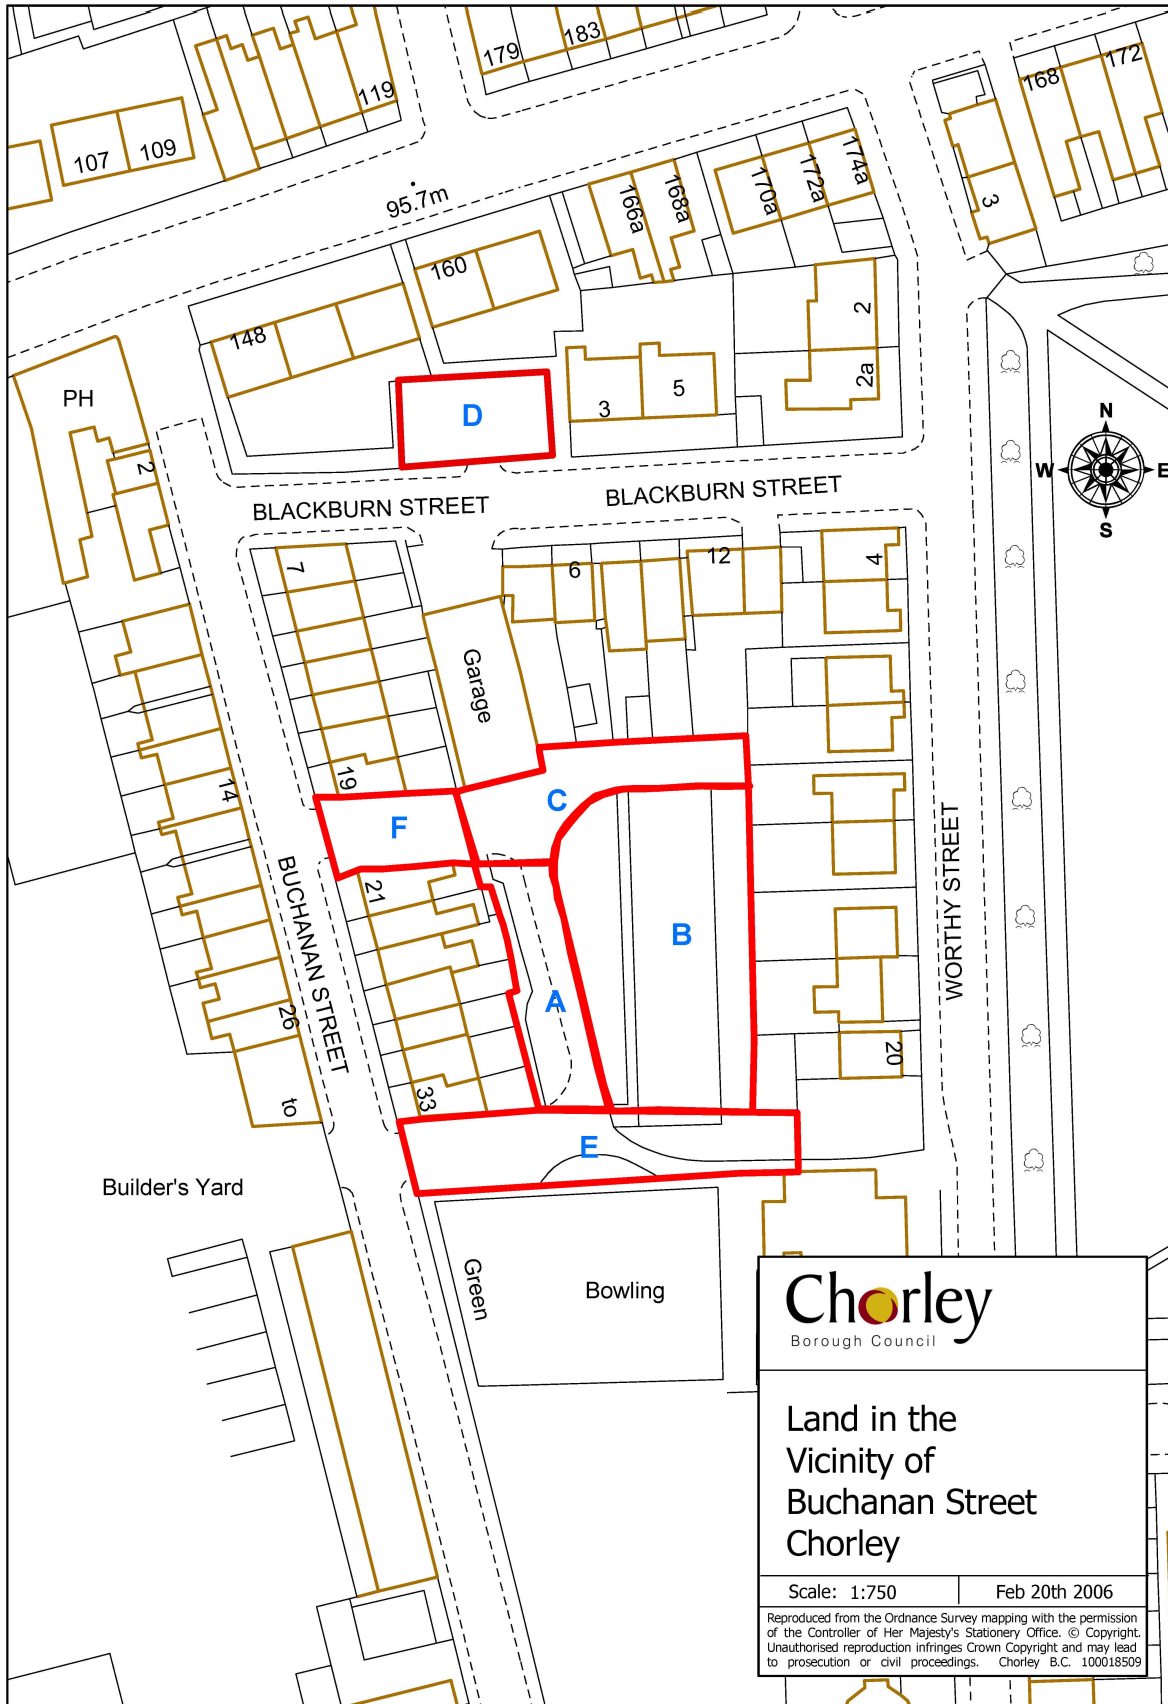 179
183
119
107
109
168
172
95.7m
166a
168a
170a
172a
174a
3
160
148
2
2a
PH
D
3
5
2
N
W
E
S
BLACKBURN STREET
BLACKBURN STREET
7
6
12
4
Garage
19
14
C
F
BUCHANAN STREET
21
B
WORTHY STREET
A
26
20
to
33
E
Builder's Yard
Green
Bowling
Chorley
Borough Council
Land in the
Vicinity of
Buchanan Street
Chorley
Scale: 1:750
Feb 20th 2006
Reproduced from the Ordnance Survey mapping with the permission
of the Controller of Her Majesty's Stationery Office. © Copyright.
Unauthorised reproduction infringes Crown Copyright and may lead
to prosecution or civil proceedings. Chorley B.C. 100018509